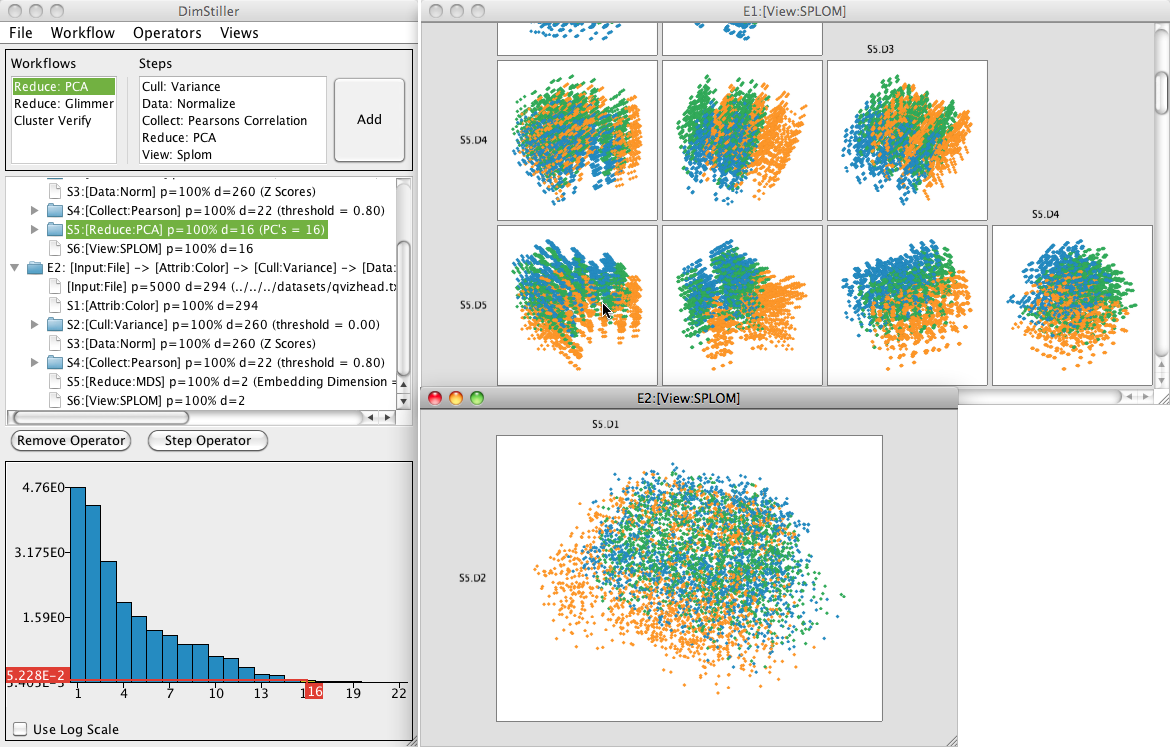 DimStiller
File Workflow Operators Views
Workflows
Reduce: PCA
Reduce: Glimmer
Cluster Verify
Steps
Cull: Variance
Data: Normalize
Collect: Pearsons Correlation
Reduce: PCA
View: Splom
Add
S3:[Data:Norm] p=100% d=260 (Z Scores)
S4:[Collect:Pearson] p=100% d=22 (threshold = 0.80)
S5:[Reduce:PCA] p=100% d=16 (PC's = 16)
S6:[View:SPLOM] p=100% d=16
E2: [Input:File] -> [Attrib:Color] -> [Cull:Variance] -> [Data:
[Input:File] p=5000 d=294 (../../../datasets/qvizhead.tx
S1:[Attrib:Color] p=100% d=294
S2:[Cull:Variance] p=100% d=260 (threshold = 0.00)
S3:[Data:Norm] p=100% d=260 (Z Scores)
S4:[Collect:Pearson] p=100% d=22 (threshold = 0.80)
S5:[Reduce:MDS] p=100% d=2 (Embedding Dimension =
S6:[View:SPLOM] p=100% d=2
Remove Operator Step Operator
4.76E0
3.175E0
1.59E0
5.228E-2
1 4 7 10 13 16 19 22
Use Log Scale
E1:[View:SPLOM]
S5.D3
S5.D4
S5.D4
S5.D5
E2:[View:SPLOM]
S5.D1
S5.D2